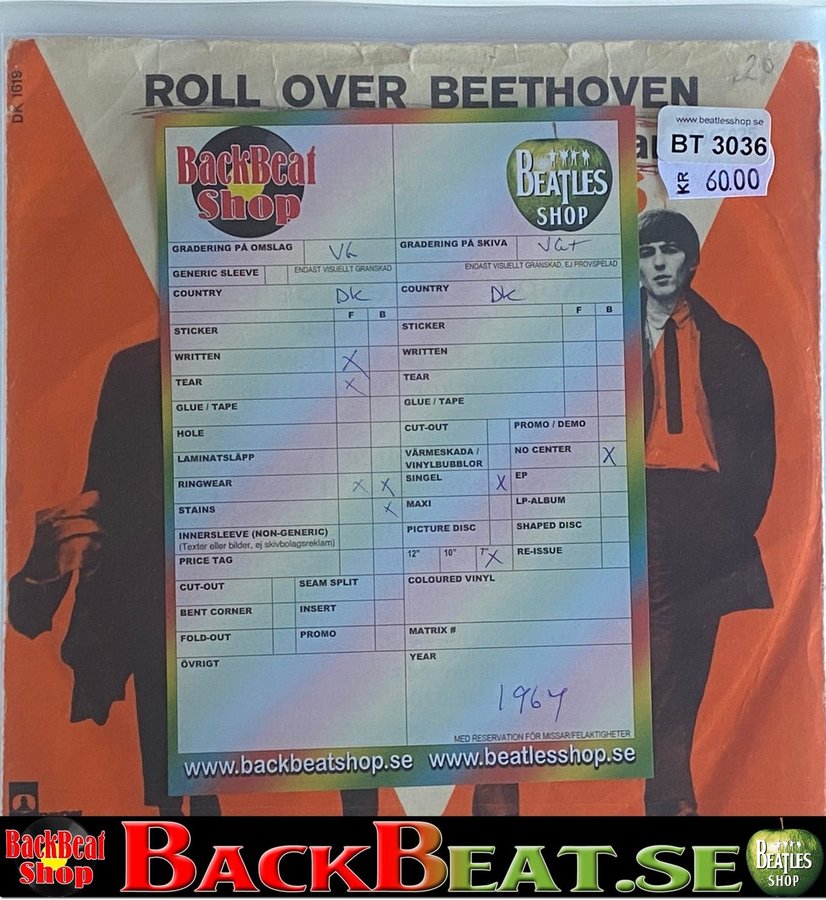 DK 1619
ROLL OVER BEETHOVEN
20
www.beatlesshop.se
BT 3036
KR 60.00
BackBeat
Shop
BEATLES
SHOP
GRADERING PÅ OMSLAG VG
GRADERING PÅ SKIVA VG+
GENERIC SLEEVE ENDAST VISUELLT GRANSKAD
ENDAST VISUELLT GRANSKAD, EJ PROVSPELAD
COUNTRY DK
COUNTRY DK
F B
F B
STICKER
STICKER
WRITTEN X
WRITTEN
TEAR X
TEAR
GLUE / TAPE
GLUE / TAPE
HOLE
CUT-OUT PROMO / DEMO
LAMINATSLÄPP
VÄRMESKADA /
VINYLBUBBLOR
NO CENTER X
RINGWEAR X X
SINGEL X EP
STAINS X
MAXI LP-ALBUM
INNERSLEEVE (NON-GENERIC)
(Texter eller bilder, ej skivbolagsreklam)
PICTURE DISC SHAPED DISC
PRICE TAG
12" 10" 7" X RE-ISSUE
CUT-OUT SEAM SPLIT
COLOURED VINYL
BENT CORNER INSERT
FOLD-OUT PROMO
MATRIX #
ÖVRIGT
YEAR
1964
MED RESERVATION FÖR MISSAR/FELAKTIGHETER
www.backbeatshop.se www.beatlesshop.se
BackBeat
Shop
BACKBEAT.SE
BEATLES
SHOP